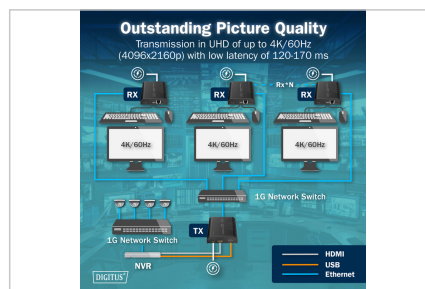 Outstanding Picture Quality
Transmission in UHD of up to 4K/60Hz
(4096x2160p) with low latency of 120-170 ms
RX
RX
Rx*N
RX
4K/60Hz
4K/60Hz
4K/60Hz
1G Network Switch
TX
1G Network Switch
NVR
HDMI
USB
Ethernet
DIGITUS®